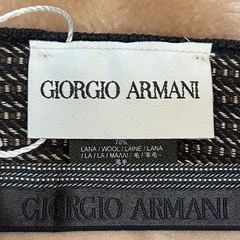 GIORGIO ARMANI
70%
LANA / WOOL / LAINE / LANA
GIORGIO ARMANI